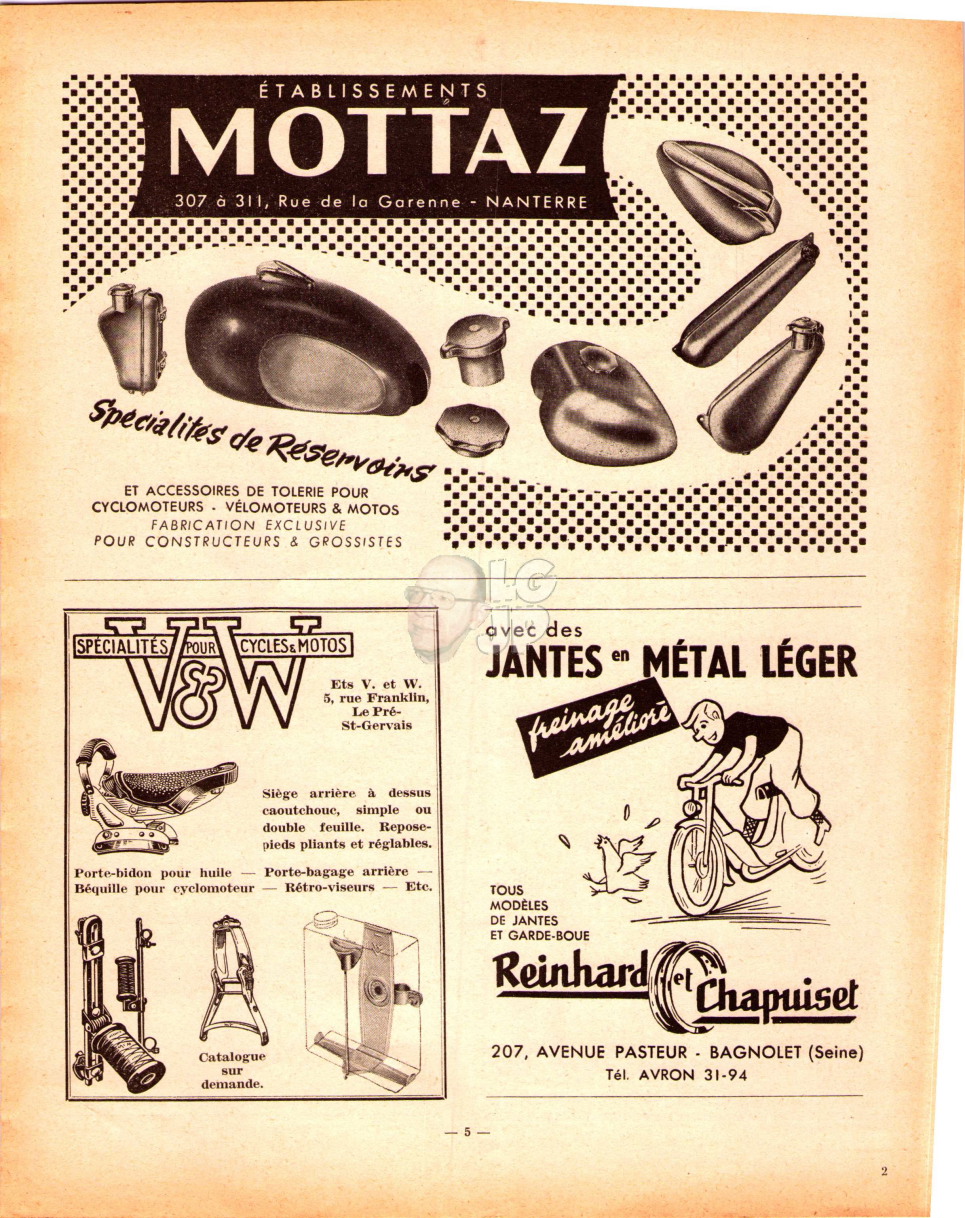 ÉTABLISSEMENTS
MOTTAZ
307 à 311, Rue de la Garenne - NANTERRE
Spécialités de Réservoirs
ET ACCESSOIRES DE TOLERIE POUR
CYCLOMOTEURS - VÉLOMOTEURS & MOTOS
FABRICATION EXCLUSIVE
POUR CONSTRUCTEURS & GROSSISTES
LG
JP
SPÉCIALITÉS POUR CYCLES & MOTOS
V & W
Ets V. et W.
5, rue Franklin,
Le Pré-
St-Gervais
Siège arrière à dessus
caoutchouc, simple ou
double feuille. Repose-
pieds pliants et réglables.
Porte-bidon pour huile — Porte-bagage arrière —
Béquille pour cyclomoteur — Rétro-viseurs — Etc.
Catalogue
sur
demande.
avec des
JANTES en MÉTAL LÉGER
freinage
amélioré
TOUS
MODÈLES
DE JANTES
ET GARDE-BOUE
Reinhard et Chapuiset
207, AVENUE PASTEUR - BAGNOLET (Seine)
Tél. AVRON 31-94
— 5 —
2